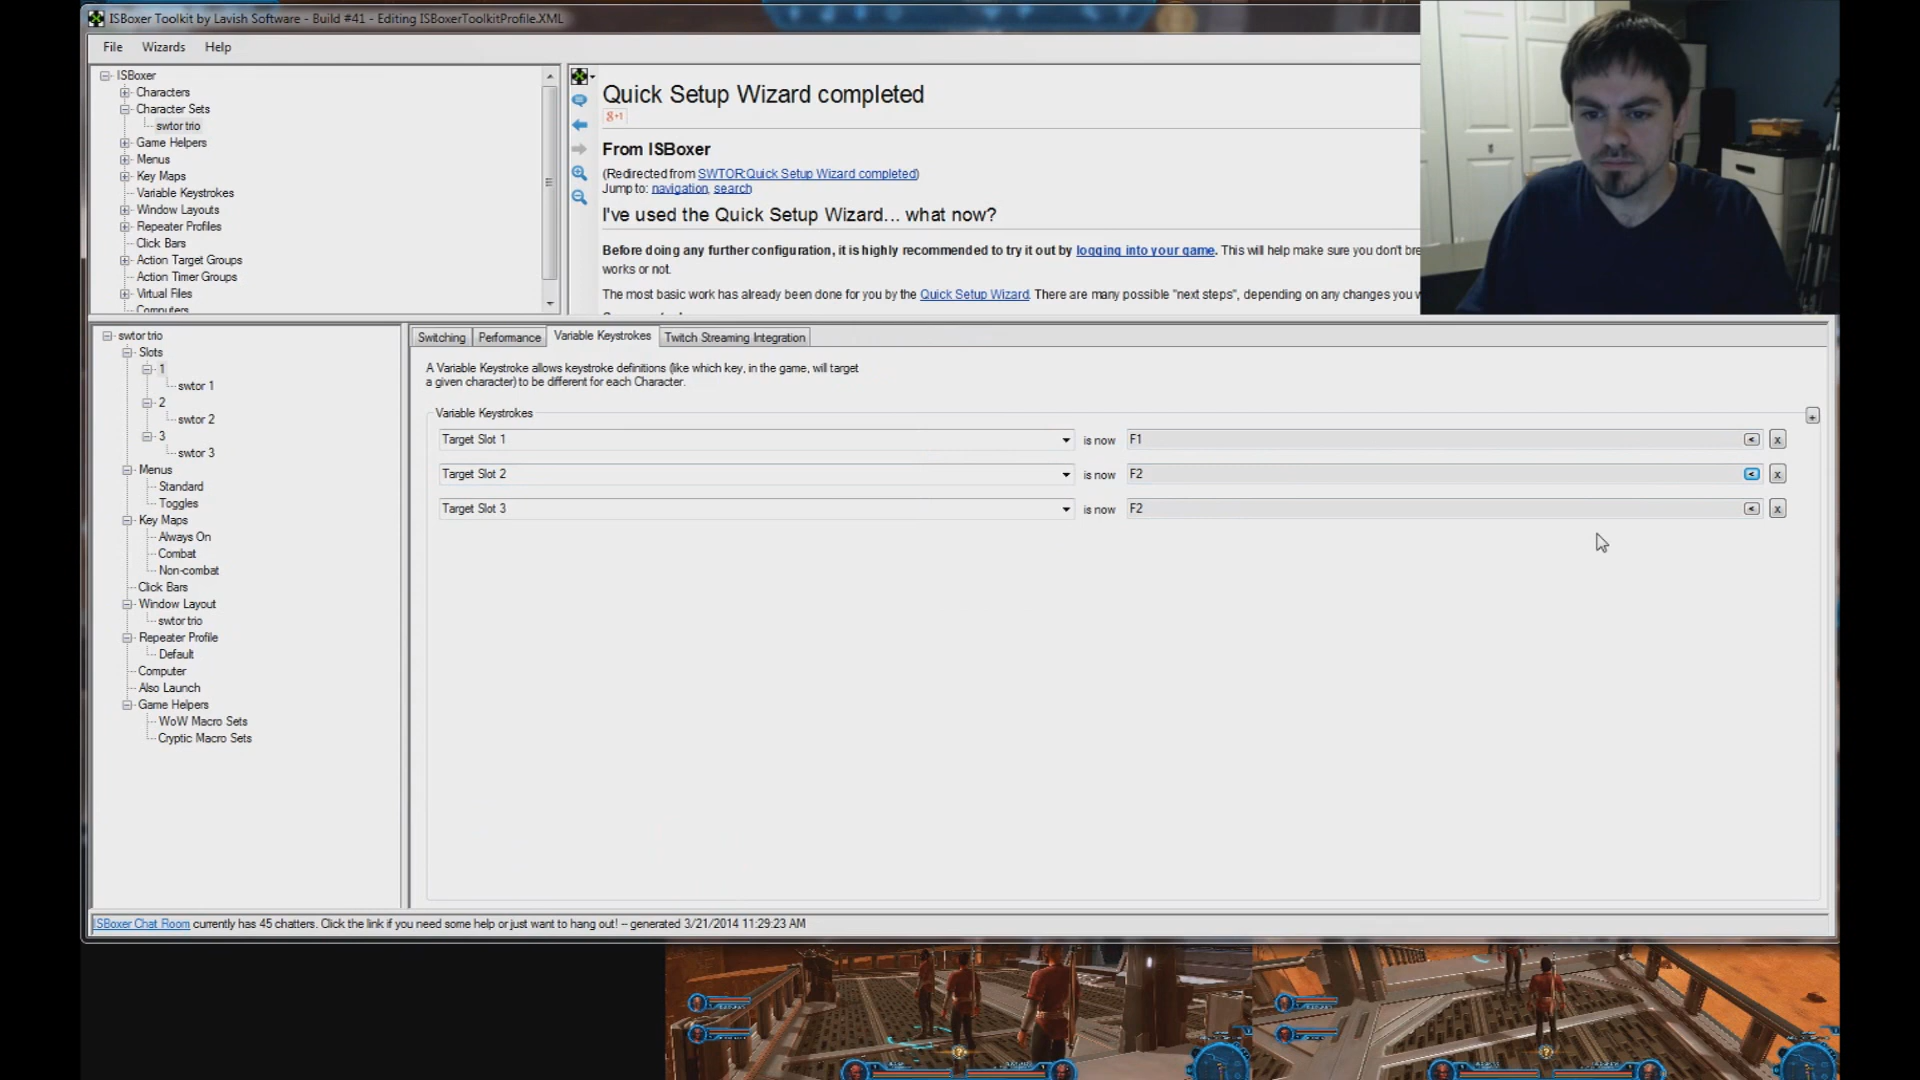 ISBoxer Toolkit by Lavish Software - Build #41 - Editing ISBoxerToolkitProfile.XML
File Wizards Help
ISBoxer
Characters
Character Sets
swtor trio
Game Helpers
Menus
Key Maps
Variable Keystrokes
Window Layouts
Repeater Profiles
Click Bars
Action Target Groups
Action Timer Groups
Virtual Files
Computers
Quick Setup Wizard completed
g+1
From ISBoxer
(Redirected from SWTOR:Quick Setup Wizard completed)
Jump to: navigation, search
I've used the Quick Setup Wizard... what now?
Before doing any further configuration, it is highly recommended to try it out by logging into your game. This will help make sure you don't bre
works or not.
The most basic work has already been done for you by the Quick Setup Wizard. There are many possible "next steps", depending on any changes you w
swtor trio
Slots
1
swtor 1
2
swtor 2
3
swtor 3
Menus
Standard
Toggles
Key Maps
Always On
Combat
Non-combat
Click Bars
Window Layout
swtor trio
Repeater Profile
Default
Computer
Also Launch
Game Helpers
WoW Macro Sets
Cryptic Macro Sets
Switching Performance Variable Keystrokes Twitch Streaming Integration
A Variable Keystroke allows keystroke definitions (like which key, in the game, will target
a given character) to be different for each Character.
Variable Keystrokes +
Target Slot 1 is now F1 < x
Target Slot 2 is now F2 < x
Target Slot 3 is now F2 < x
ISBoxer Chat Room currently has 45 chatters. Click the link if you need some help or just want to hang out! -- generated 3/21/2014 11:29:23 AM